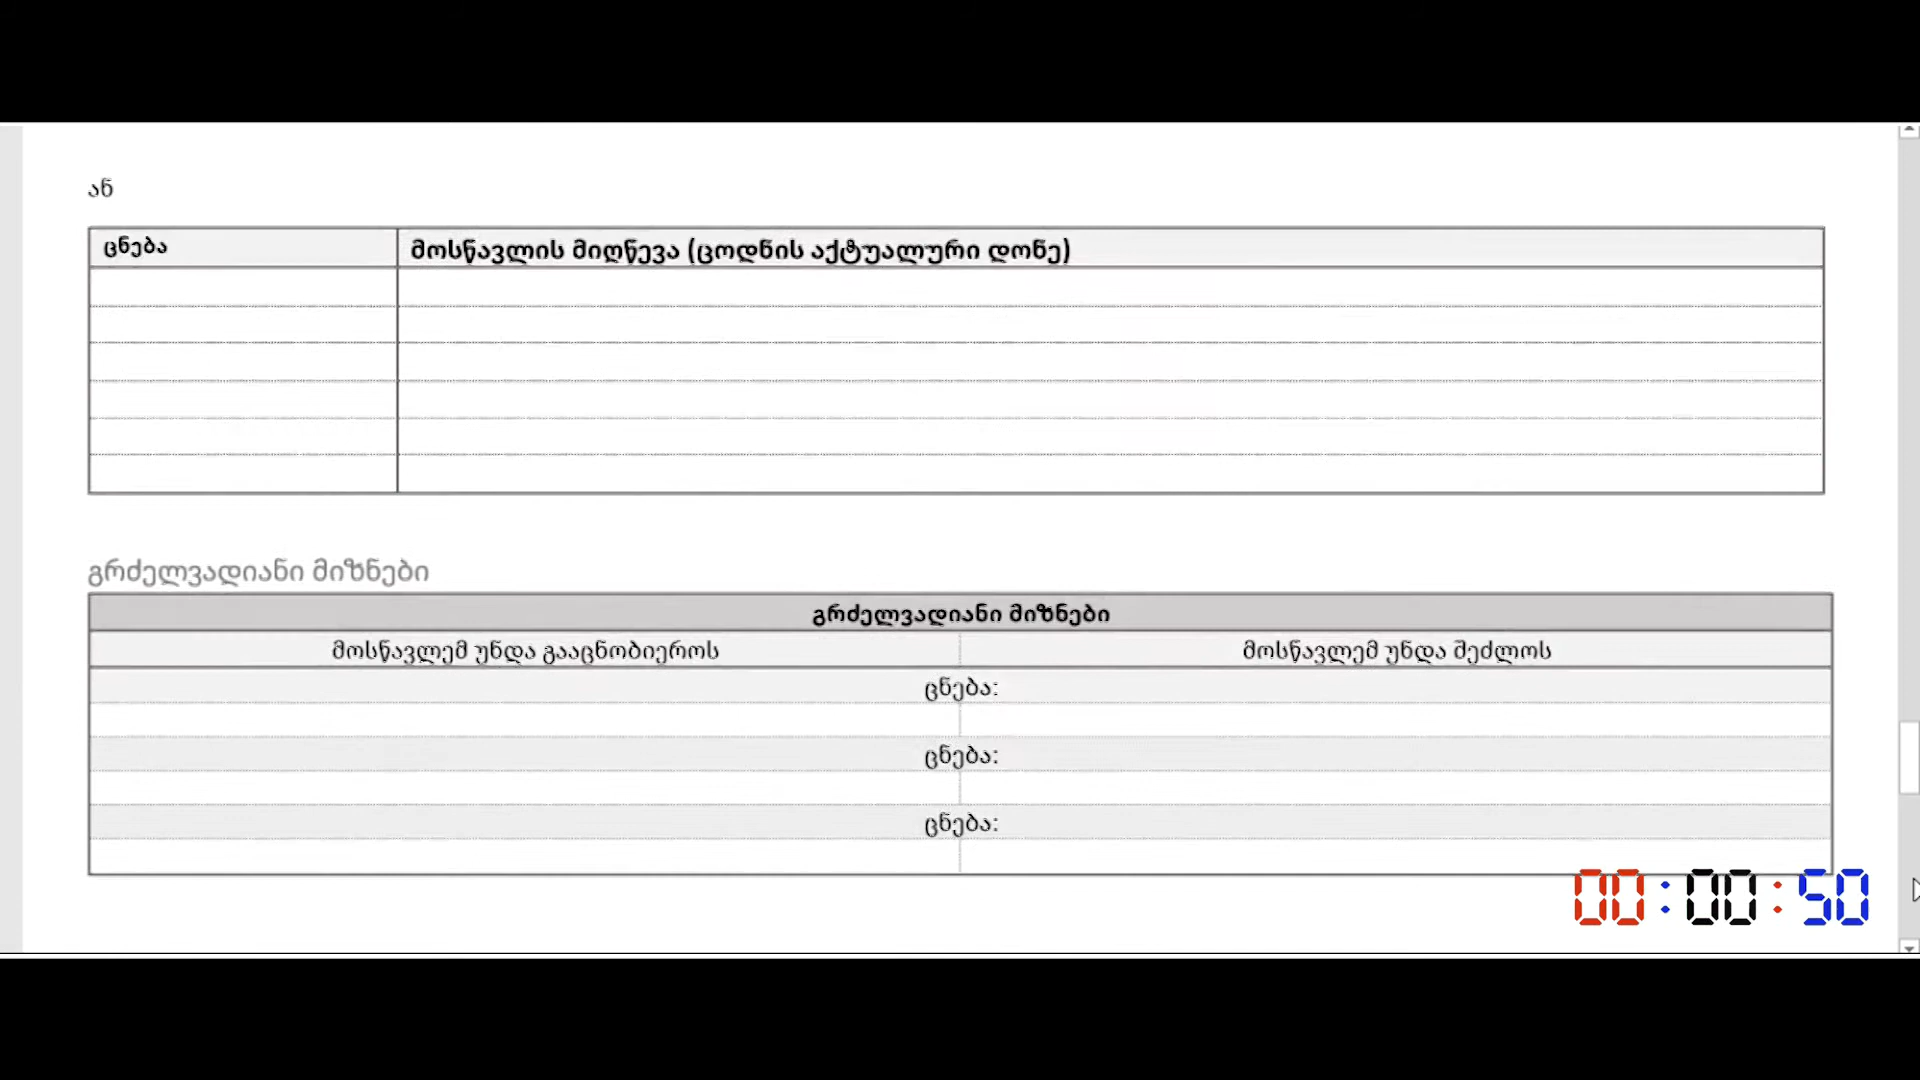 ან
ცნება
მოსწავლის მიღწევა (ცოდნის აქტუალური დონე)
გრძელვადიანი მიზნები
გრძელვადიანი მიზნები
მოსწავლემ უნდა გააცნობიეროს
მოსწავლემ უნდა შეძლოს
ცნება:
ცნება:
ცნება:
00:00:50